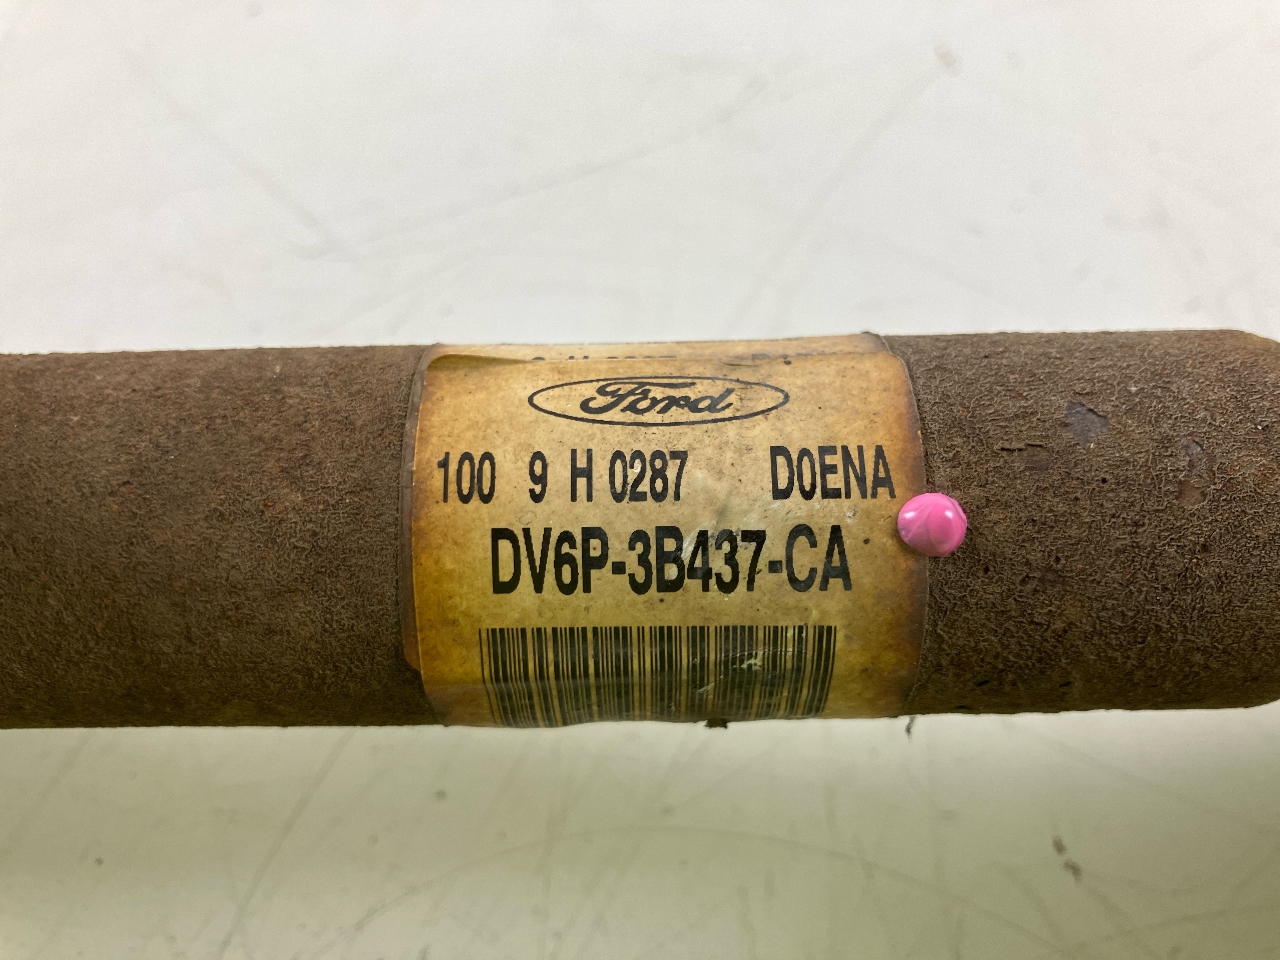 Ford
100 9 H 0287 D0ENA
DV6P-3B437-CA